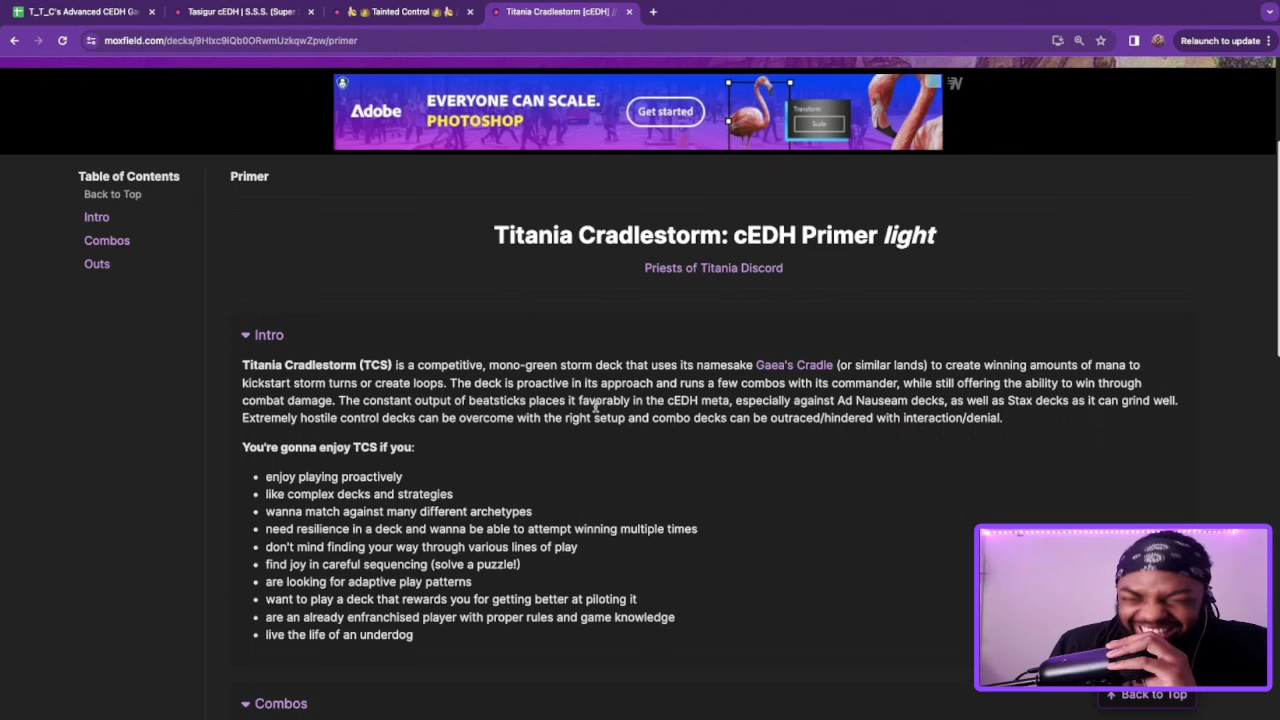 T_T_C's Advanced cEDH Ga
Tasigur cEDH | S.S.S. (Super
Tainted Control
Titania Cradlestorm [cEDH] //
moxfield.com/decks/9HIxc9iQb0ORwmUzkqwZpw/primer
Relaunch to update
Adobe
EVERYONE CAN SCALE.
PHOTOSHOP
Get started
Transform
Scale
Table of Contents
Back to Top
Intro
Combos
Outs
Primer
Titania Cradlestorm: cEDH Primer light
Priests of Titania Discord
Intro
Titania Cradlestorm (TCS) is a competitive, mono-green storm deck that uses its namesake Gaea's Cradle (or similar lands) to create winning amounts of mana to
kickstart storm turns or create loops. The deck is proactive in its approach and runs a few combos with its commander, while still offering the ability to win through
combat damage. The constant output of beatsticks places it favorably in the cEDH meta, especially against Ad Nauseam decks, as well as Stax decks as it can grind well.
Extremely hostile control decks can be overcome with the right setup and combo decks can be outraced/hindered with interaction/denial.
You're gonna enjoy TCS if you:
• enjoy playing proactively
• like complex decks and strategies
• wanna match against many different archetypes
• need resilience in a deck and wanna be able to attempt winning multiple times
• don't mind finding your way through various lines of play
• find joy in careful sequencing (solve a puzzle!)
• are looking for adaptive play patterns
• want to play a deck that rewards you for getting better at piloting it
• are an already enfranchised player with proper rules and game knowledge
• live the life of an underdog
Combos
Back to Top